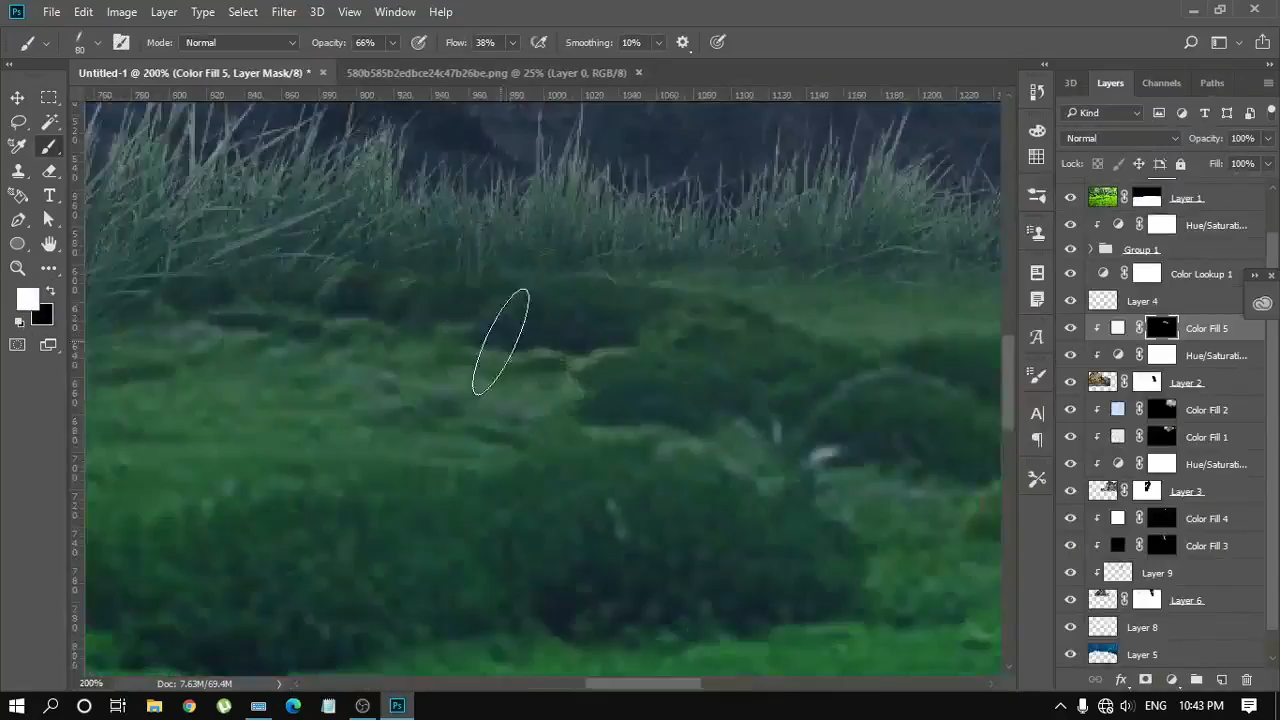 File Edit Image Layer Type Select Filter 3D View Window Help
80 Mode: Normal Opacity: 66% Flow: 38% Smoothing: 10%
Untitled-1 @ 200% (Color Fill 5, Layer Mask/8) * 580b585b2edbce24c47b26be.png @ 25% (Layer 0, RGB/8)
3D Layers Channels Paths
760 780 800 820 840 860 880 900 920 940 960 980 1000 1020 1040 1060 1080 1100 1120 1140 1160 1180 1200 1220
Kind
Normal Opacity: 100%
Lock: Fill: 100%
Layer 1
Hue/Saturati...
Group 1
Color Lookup 1
Layer 4
Color Fill 5
Hue/Saturati...
Layer 2
Color Fill 2
Color Fill 1
Hue/Saturati...
Layer 3
Color Fill 4
Color Fill 3
Layer 9
Layer 6
Layer 8
Layer 5
200% Doc: 7.63M/69.4M
ENG 10:43 PM